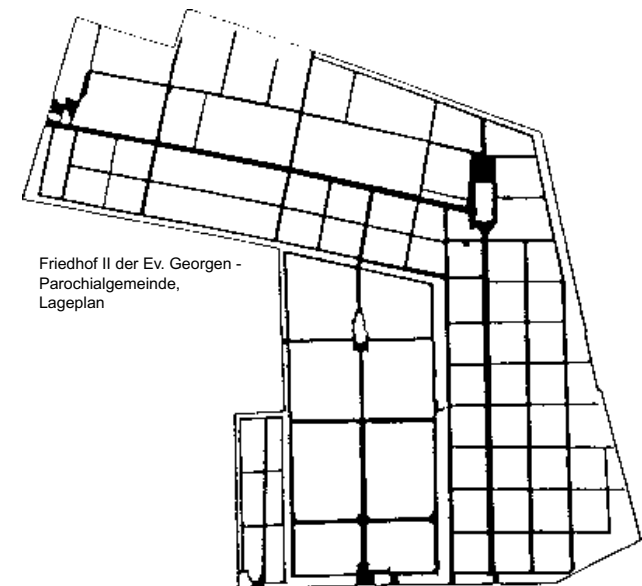 Friedhof II der Ev. Georgen -
Parochialgemeinde,
Lageplan